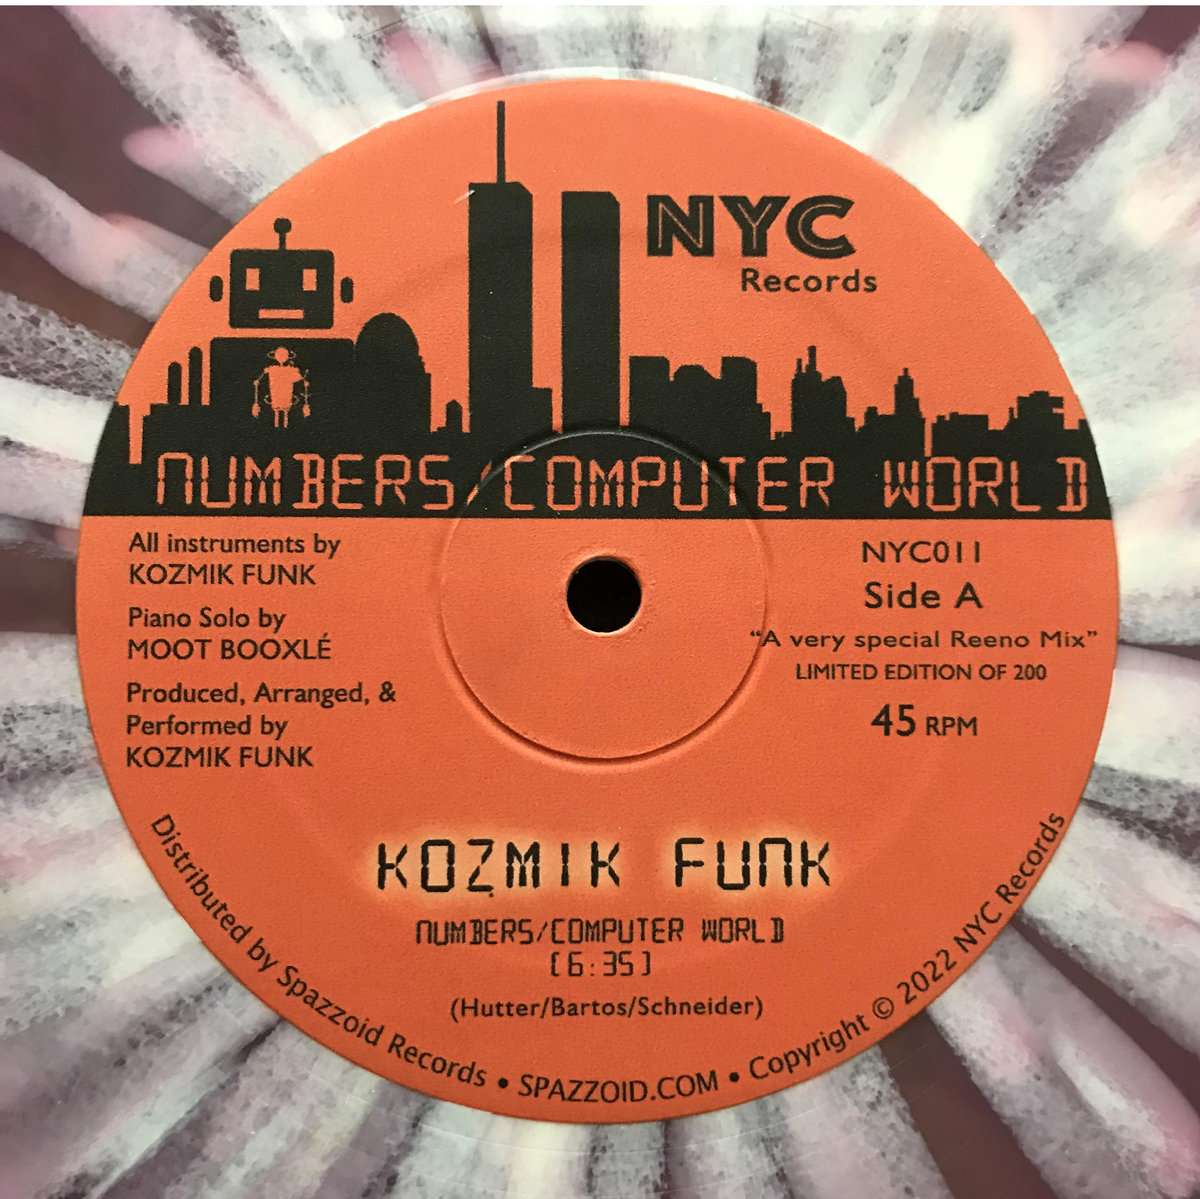 NYC
Records
NUMBERS/COMPUTER WORLD
All instruments by
KOZMIK FUNK
Piano Solo by
MOOT BOOXLÉ
Produced, Arranged, &
Performed by
KOZMIK FUNK
NYC011
Side A
“A very special Reeno Mix”
LIMITED EDITION OF 200
45 RPM
KOZMIK FUNK
NUMBERS/COMPUTER WORLD
[6:35]
(Hutter/Bartos/Schneider)
Distributed by Spazzoid Records • SPAZZOID.COM • Copyright © 2022 NYC Records